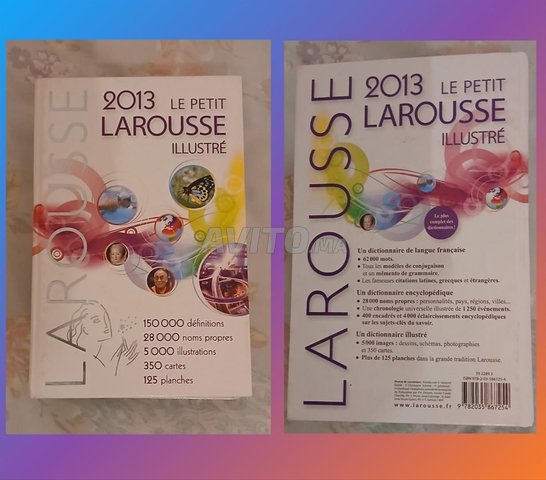 LAROUSSE
2013 LE PETIT
LAROUSSE
ILLUSTRÉ
150 000 définitions
28 000 noms propres
5 000 illustrations
350 cartes
125 planches
AVITO.MA
LAROUSSE
2013 LE PETIT
LAROUSSE
ILLUSTRÉ
Le plus
complet des
dictionnaires !
Un dictionnaire de langue française
• 62 000 mots.
• Tous les modèles de conjugaison
et un mémento de grammaire.
• Les fameuses citations latines, grecques et étrangères.
Un dictionnaire encyclopédique
• 28 000 noms propres : personnalités, pays, régions, villes...
• Une chronologie universelle illustrée de 1 250 événements.
• 400 encadrés et 4 000 éclaircissements encyclopédiques
sur les sujets-clés du savoir.
Un dictionnaire illustré
• 5 000 images : dessins, schémas, photographies
et 350 cartes.
• Plus de 125 planches dans la grande tradition Larousse.
www.larousse.fr
9 782035 867254